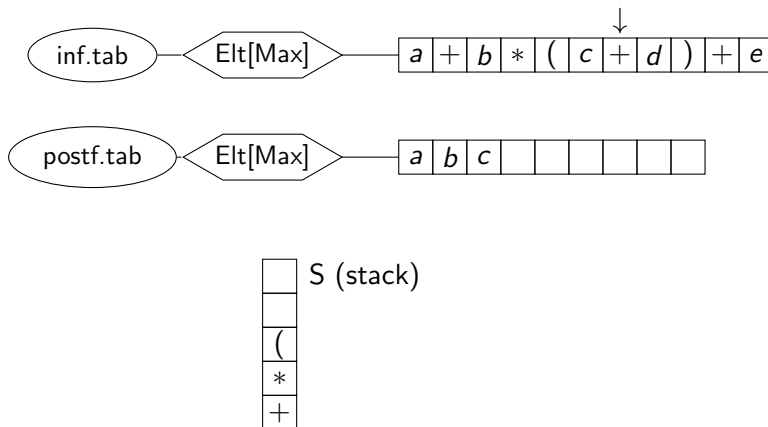 ↓
inf.tab Elt[Max] a + b * ( c + d ) + e
postf.tab Elt[Max] a b c
S (stack)
(
*
+